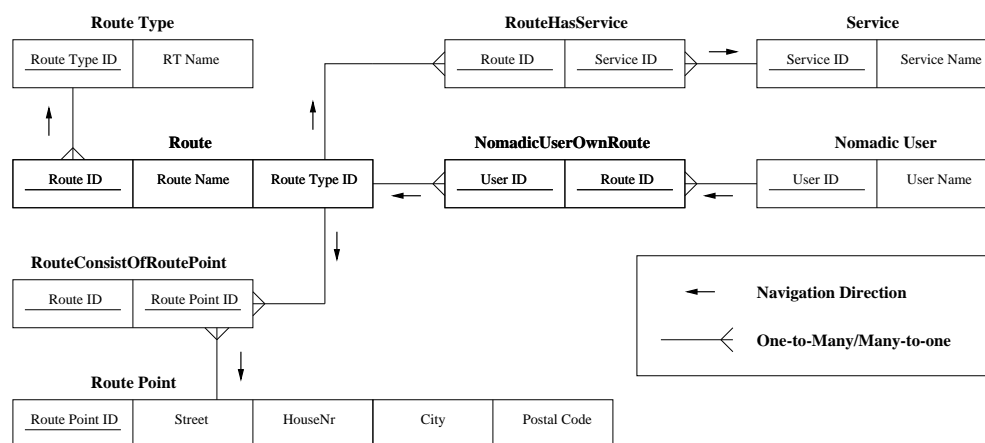 Route Type
RouteHasService
Service
Route Type ID RT Name
Route ID Service ID
Service ID Service Name
Route
NomadicUserOwnRoute
Nomadic User
Route ID Route Name Route Type ID
User ID Route ID
User ID User Name
RouteConsistOfRoutePoint
Route ID Route Point ID
Navigation Direction
One-to-Many/Many-to-one
Route Point
Route Point ID Street HouseNr City Postal Code